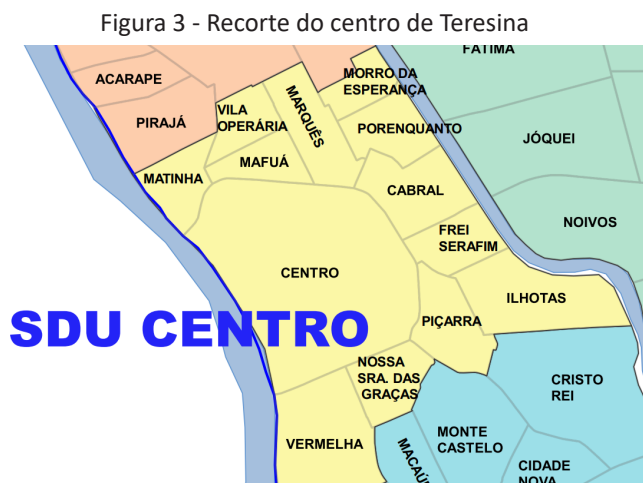 Figura 3 - Recorte do centro de Teresina
FÁTIMA
ACARAPE
MORRO DA
ESPERANÇA
MARQUÊS
VILA
OPERÁRIA
PIRAJÁ
PORENQUANTO
JÓQUEI
MAFUÁ
MATINHA
CABRAL
NOIVOS
FREI
SERAFIM
CENTRO
ILHOTAS
SDU CENTRO
PIÇARRA
NOSSA
SRA. DAS
GRAÇAS
CRISTO
REI
VERMELHA
MONTE
CASTELO
MACAÚ
CIDADE
NOVA